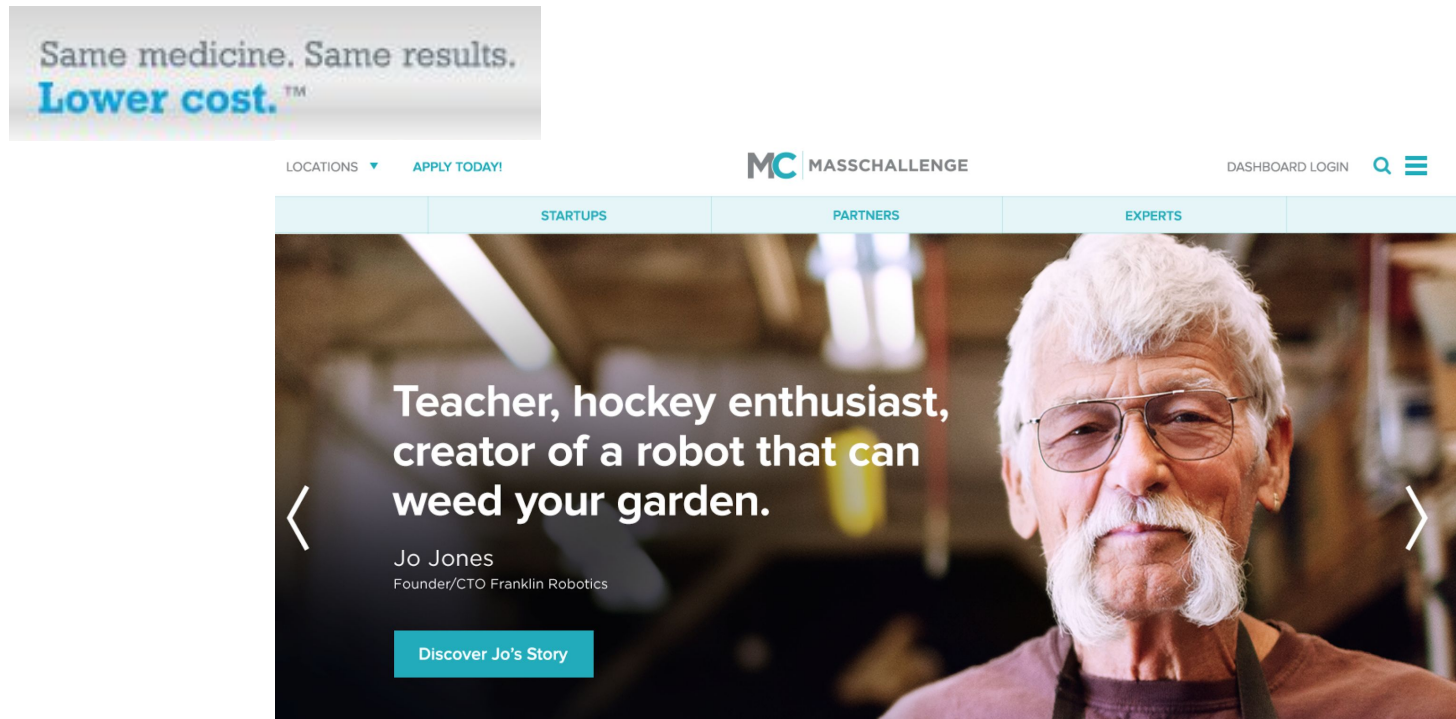 Same medicine. Same results.
Lower cost.™
LOCATIONS ▼ APPLY TODAY! MC MASSCHALLENGE DASHBOARD LOGIN
STARTUPS PARTNERS EXPERTS
Teacher, hockey enthusiast,
creator of a robot that can
weed your garden.
Jo Jones
Founder/CTO Franklin Robotics
Discover Jo's Story